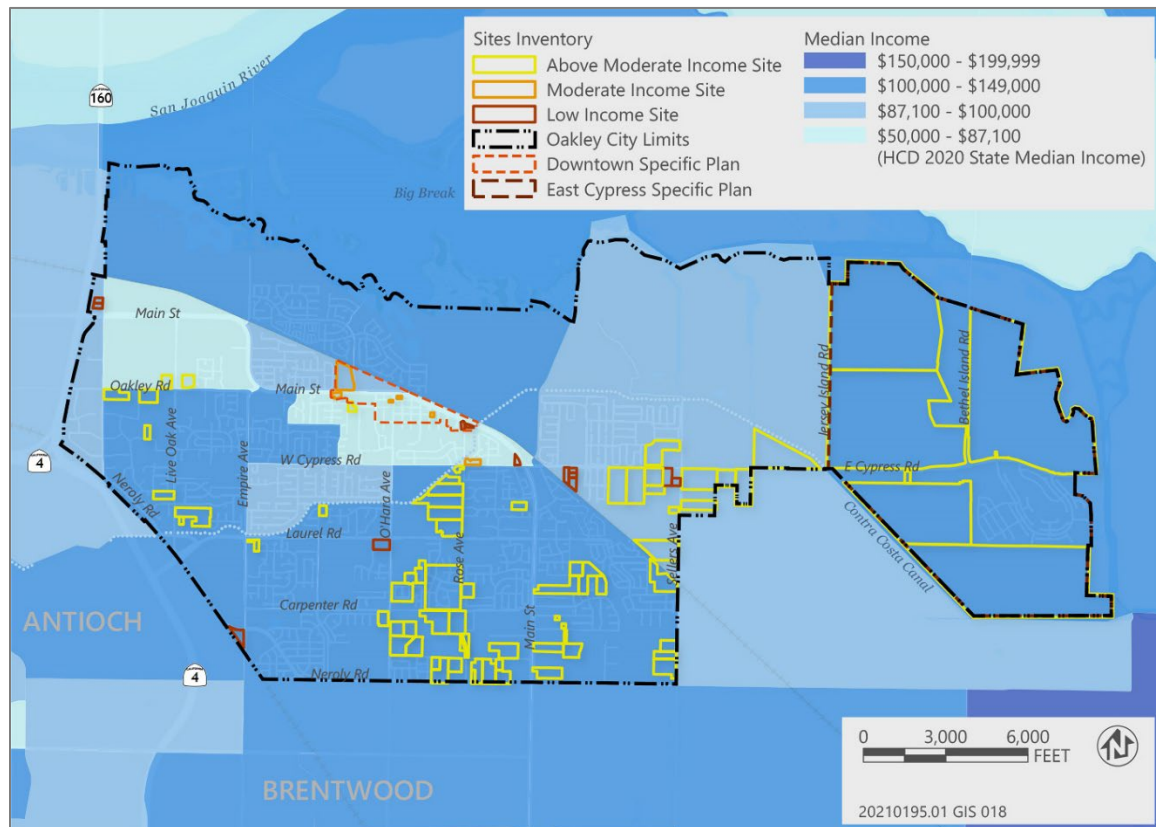 Sites Inventory
Above Moderate Income Site
Moderate Income Site
Low Income Site
Oakley City Limits
Downtown Specific Plan
East Cypress Specific Plan
Median Income
$150,000 - $199,999
$100,000 - $149,000
$87,100 - $100,000
$50,000 - $87,100
(HCD 2020 State Median Income)
San Joaquin River
160
Big Break
Main St
Oakley Rd
Main St
Live Oak Ave
Empire Ave
W Cypress Rd
O'Hara Ave
Jersey Island Rd
Bethel Island Rd
E Cypress Rd
4
Neroly Rd
Laurel Rd
Rose Ave
Sellers Ave
Contra Costa Canal
Carpenter Rd
Main St
ANTIOCH
4
Neroly Rd
BRENTWOOD
0 3,000 6,000
FEET
N
20210195.01 GIS 018